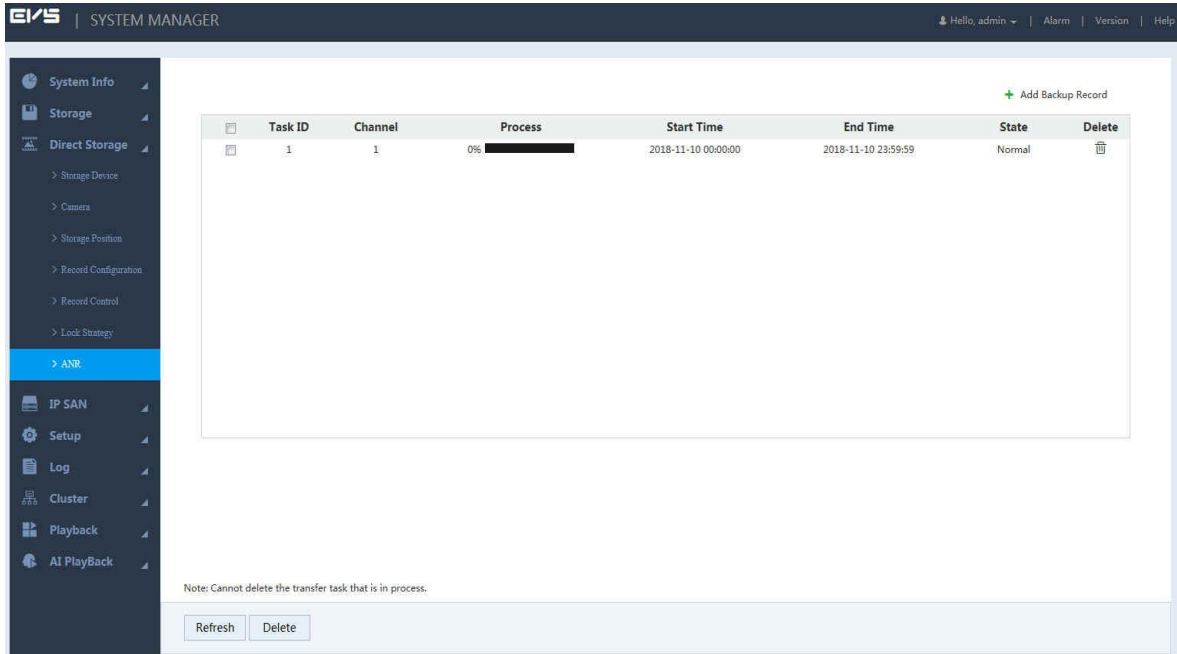 EIVS | SYSTEM MANAGER
Hello, admin | Alarm | Version | Help
System Info
Storage
Direct Storage
> Storage Device
> Camera
> Storage Position
> Record Configuration
> Record Control
> Lock Strategy
> ANR
IP SAN
Setup
Log
Cluster
Playback
AI PlayBack
+ Add Backup Record
Task ID Channel Process Start Time End Time State Delete
1 1 0% 2018-11-10 00:00:00 2018-11-10 23:59:59 Normal
Note: Cannot delete the transfer task that is in process.
Refresh Delete